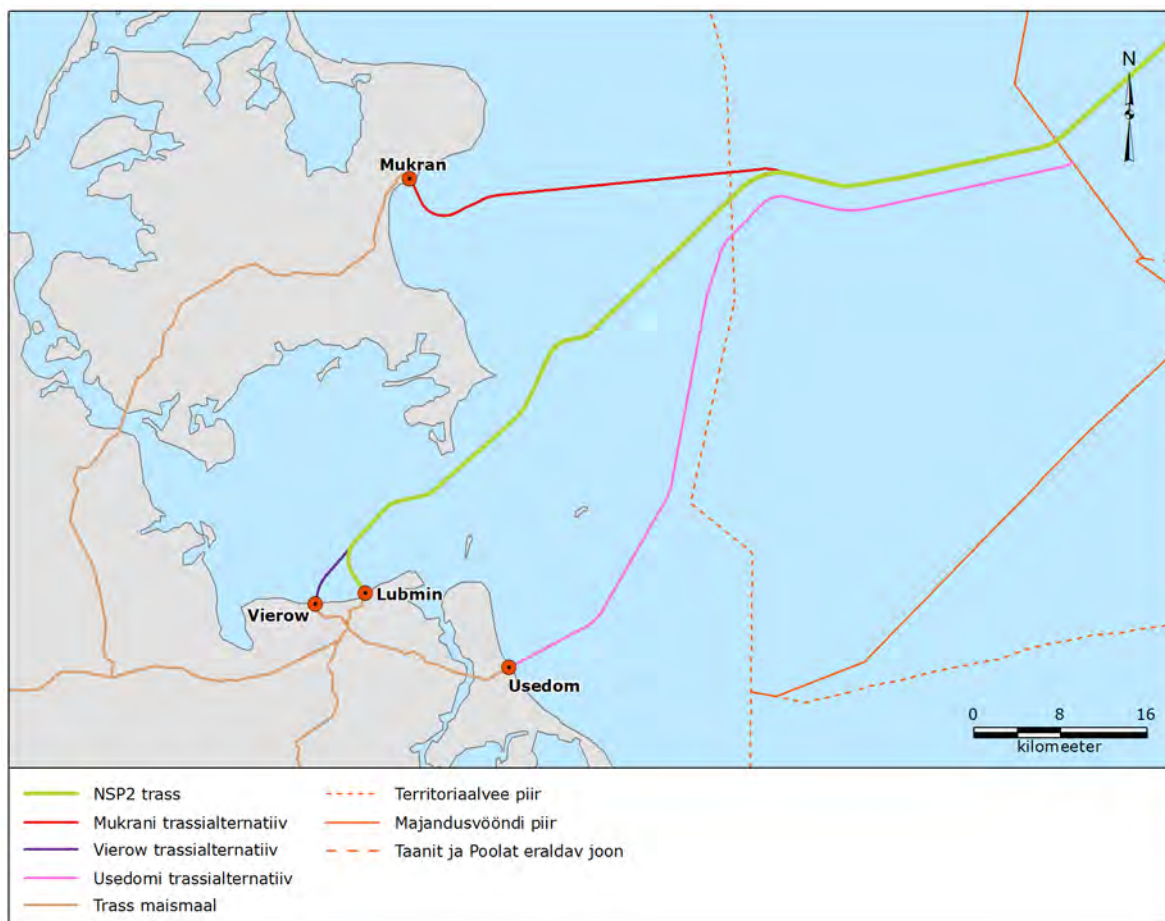 N
Mukran
Lubmin
Vierow
Usedom
0 8 16
kilomeeter
NSP2 trass
Mukrani trassialternatiiv
Vierow trassialternatiiv
Usedomi trassialternatiiv
Trass maismaal
Territoriaalvee piir
Majandusvööndi piir
Taanit ja Poolat eraldav joon